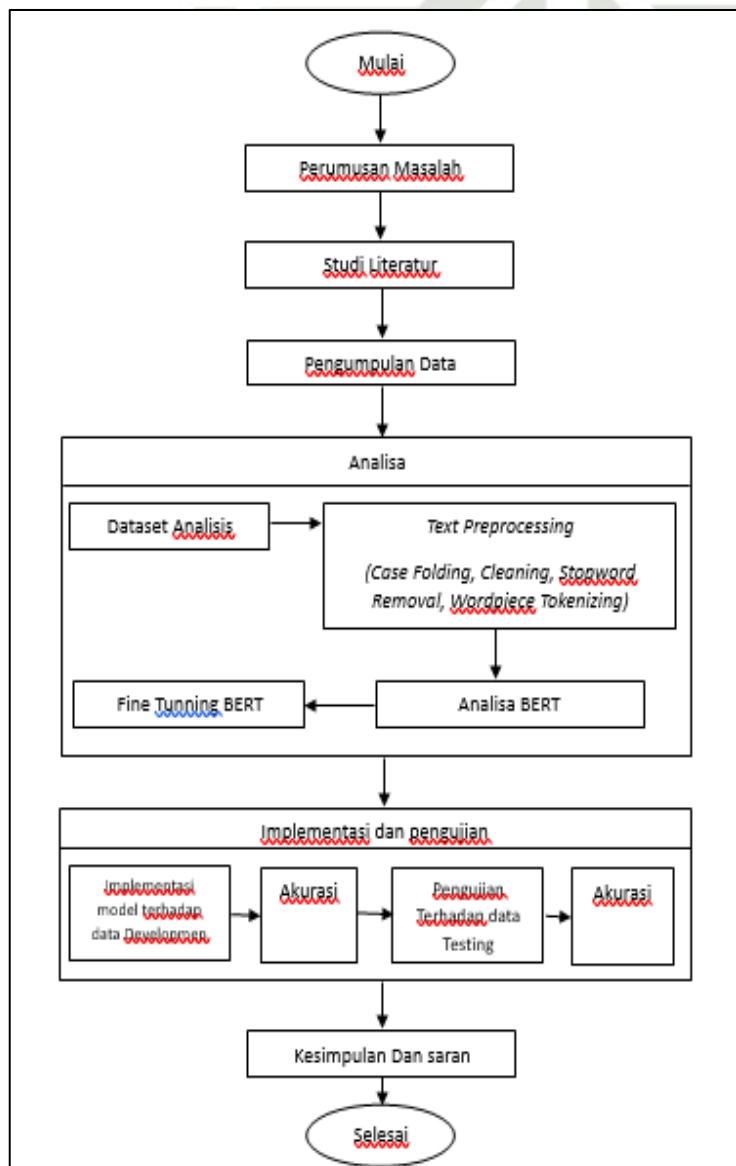 Mulai
Perumusan Masalah
Studi Literatur
Pengumpulan Data
Analisa
Dataset Analisis
Text Preprocessing
(Case Folding, Cleaning, Stopword
Removal, Wordpiece Tokenizing)
Fine Tunning BERT
Analisa BERT
Implementasi dan pengujian
Implementasi
model terhadap
data Developmen
Akurasi
Pengujian
Terhadap data
Testing
Akurasi
Kesimpulan Dan saran
Selesai